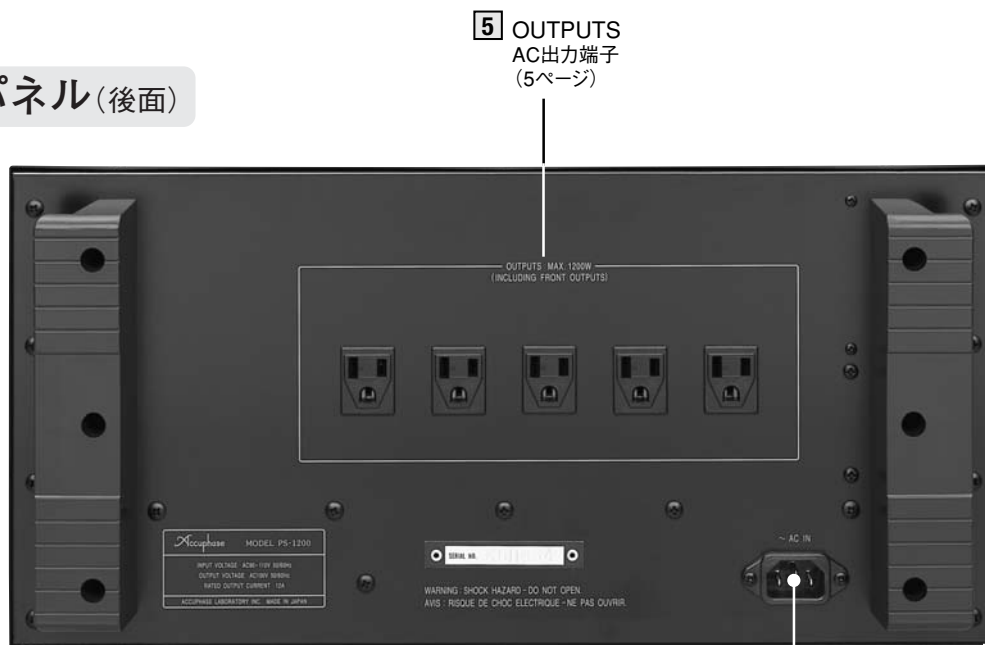 5 OUTPUTS
AC出力端子
(5ページ)
パネル(後面)
OUTPUTS MAX.1200W
(INCLUDING FRONT OUTPUTS)
Accuphase MODEL PS-1200
INPUT VOLTAGE: AC90-110V 50/60Hz
OUTPUT VOLTAGE: AC100V 50/60Hz
RATED OUTPUT CURRENT: 12A
ACCUPHASE LABORATORY INC. MADE IN JAPAN
SERIAL NO.
WARNING: SHOCK HAZARD-DO NOT OPEN.
AVIS : RISQUE DE CHOC ELECTRIQUE-NE PAS OUVRIR.
~ AC IN